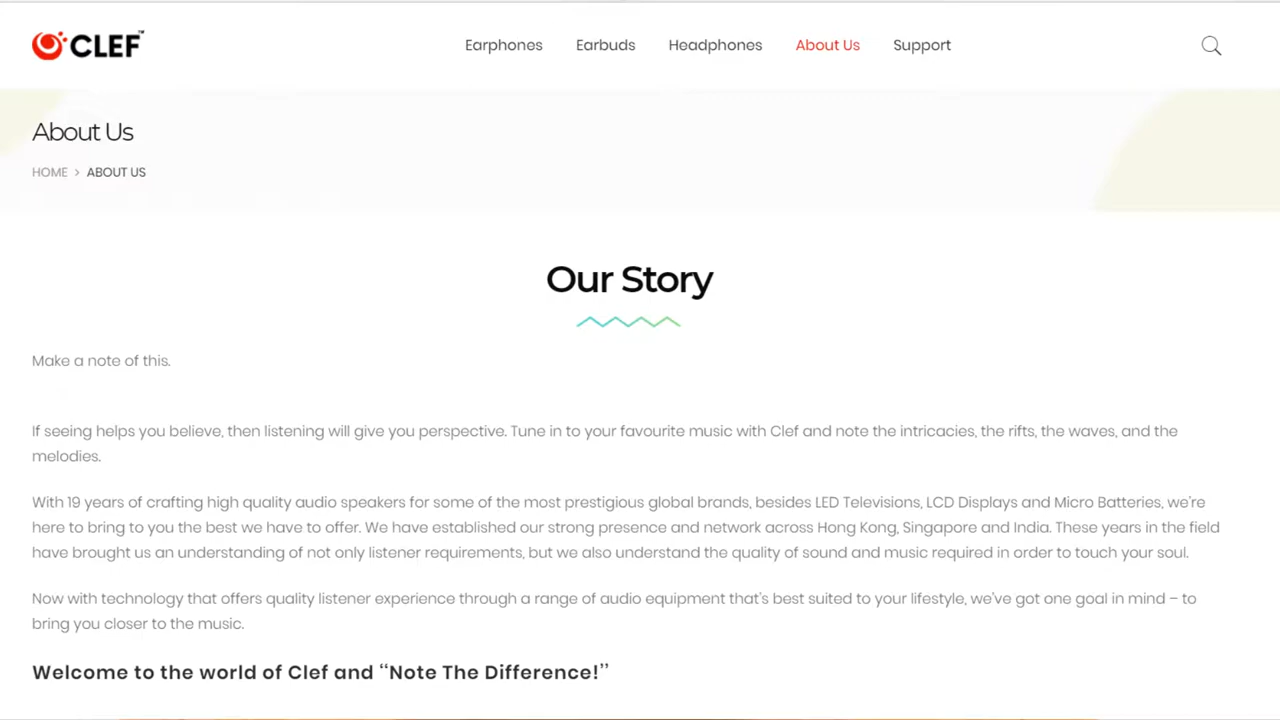 CLEF™
Earphones Earbuds Headphones About Us Support
About Us
HOME > ABOUT US
Our Story
Make a note of this.
If seeing helps you believe, then listening will give you perspective. Tune in to your favourite music with Clef and note the intricacies, the rifts, the waves, and the
melodies.
With 19 years of crafting high quality audio speakers for some of the most prestigious global brands, besides LED Televisions, LCD Displays and Micro Batteries, we’re
here to bring to you the best we have to offer. We have established our strong presence and network across Hong Kong, Singapore and India. These years in the field
have brought us an understanding of not only listener requirements, but we also understand the quality of sound and music required in order to touch your soul.
Now with technology that offers quality listener experience through a range of audio equipment that’s best suited to your lifestyle, we’ve got one goal in mind – to
bring you closer to the music.
Welcome to the world of Clef and “Note The Difference!”